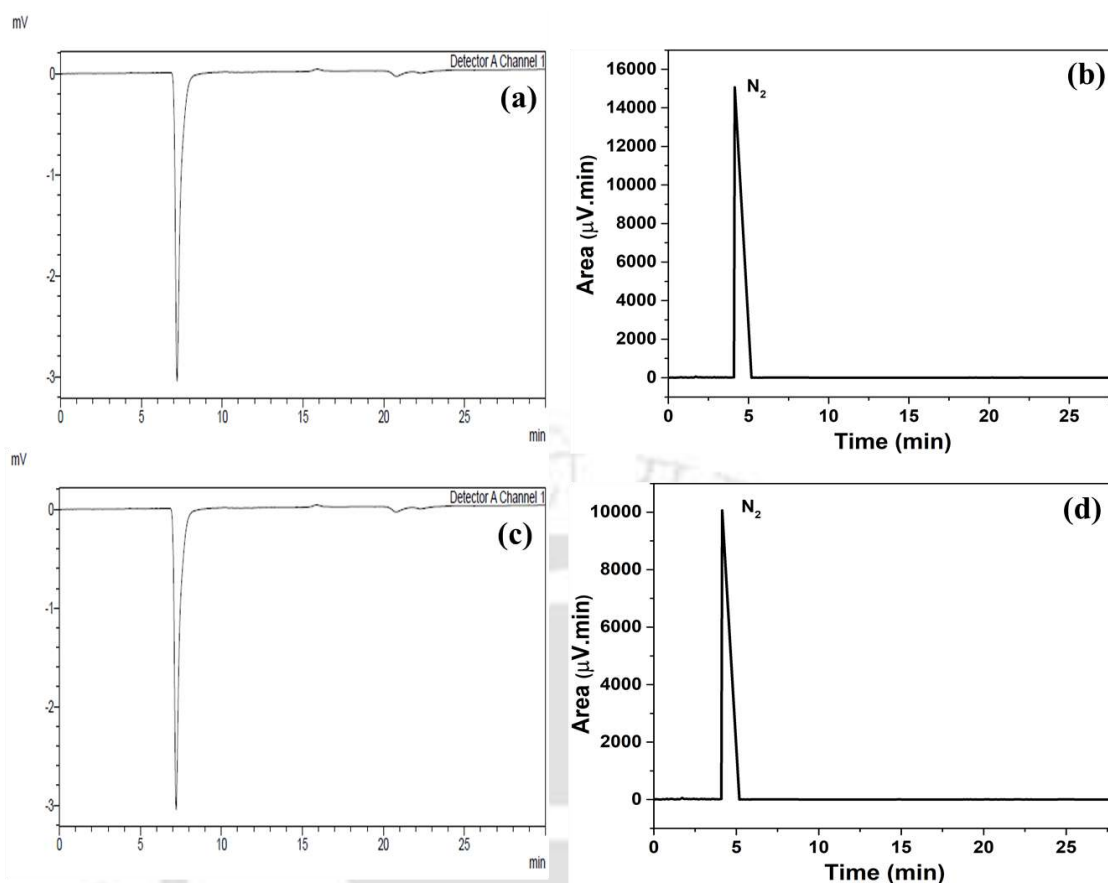 mV
Detector A Channel 1
(a)
0
-1
-2
-3
0 5 10 15 20 25
min
(b)
N₂
16000
14000
12000
10000
8000
6000
4000
2000
0
Area (μV.min)
0 5 10 15 20 25
Time (min)
mV
Detector A Channel 1
(c)
0
-1
-2
-3
0 5 10 15 20 25
min
(d)
N₂
10000
8000
6000
4000
2000
0
Area (μV.min)
0 5 10 15 20 25
Time (min)